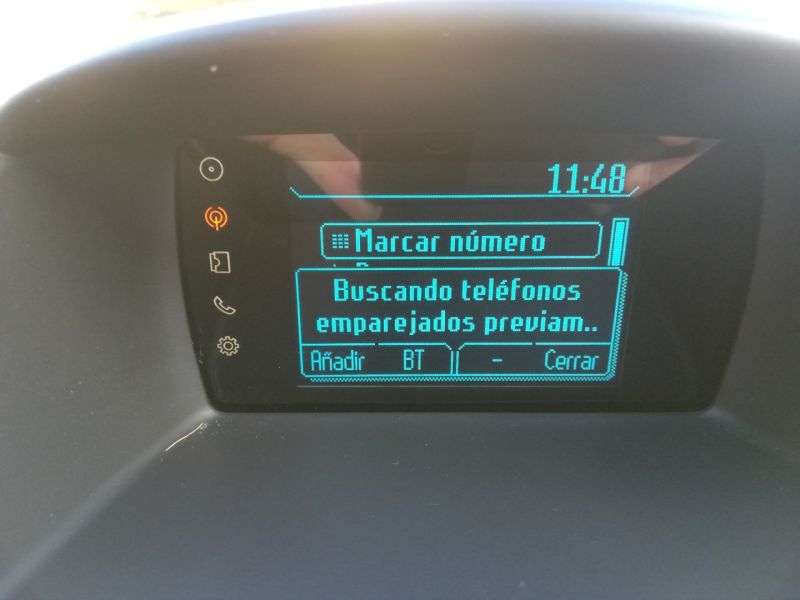 11:48
Marcar número
Buscando teléfonos
emparejados previam..
Añadir BT - Cerrar